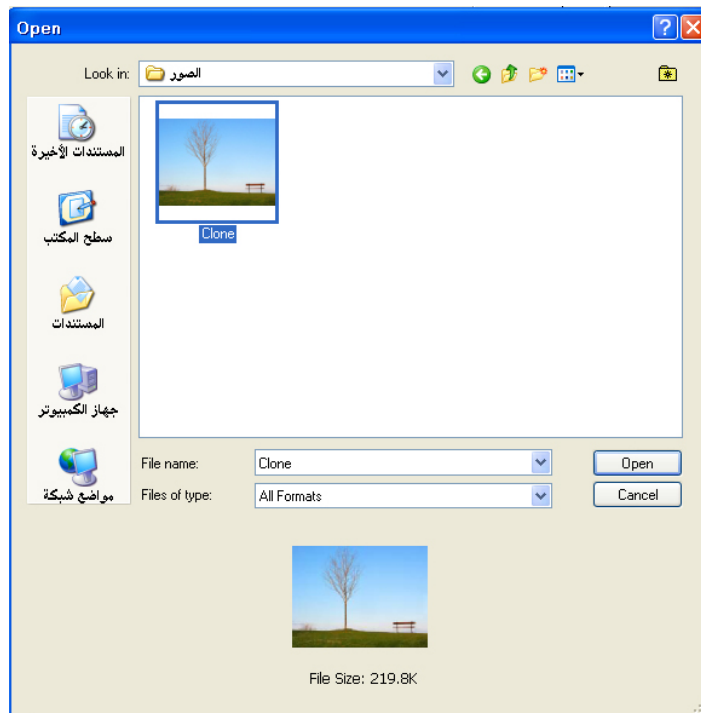 Open
Look in: الصور
المستندات الأخيرة
سطح المكتب
المستندات
جهاز الكمبيوتر
مواضع شبكة
Clone
File name: Clone Open
Files of type: All Formats Cancel
File Size: 219.8K